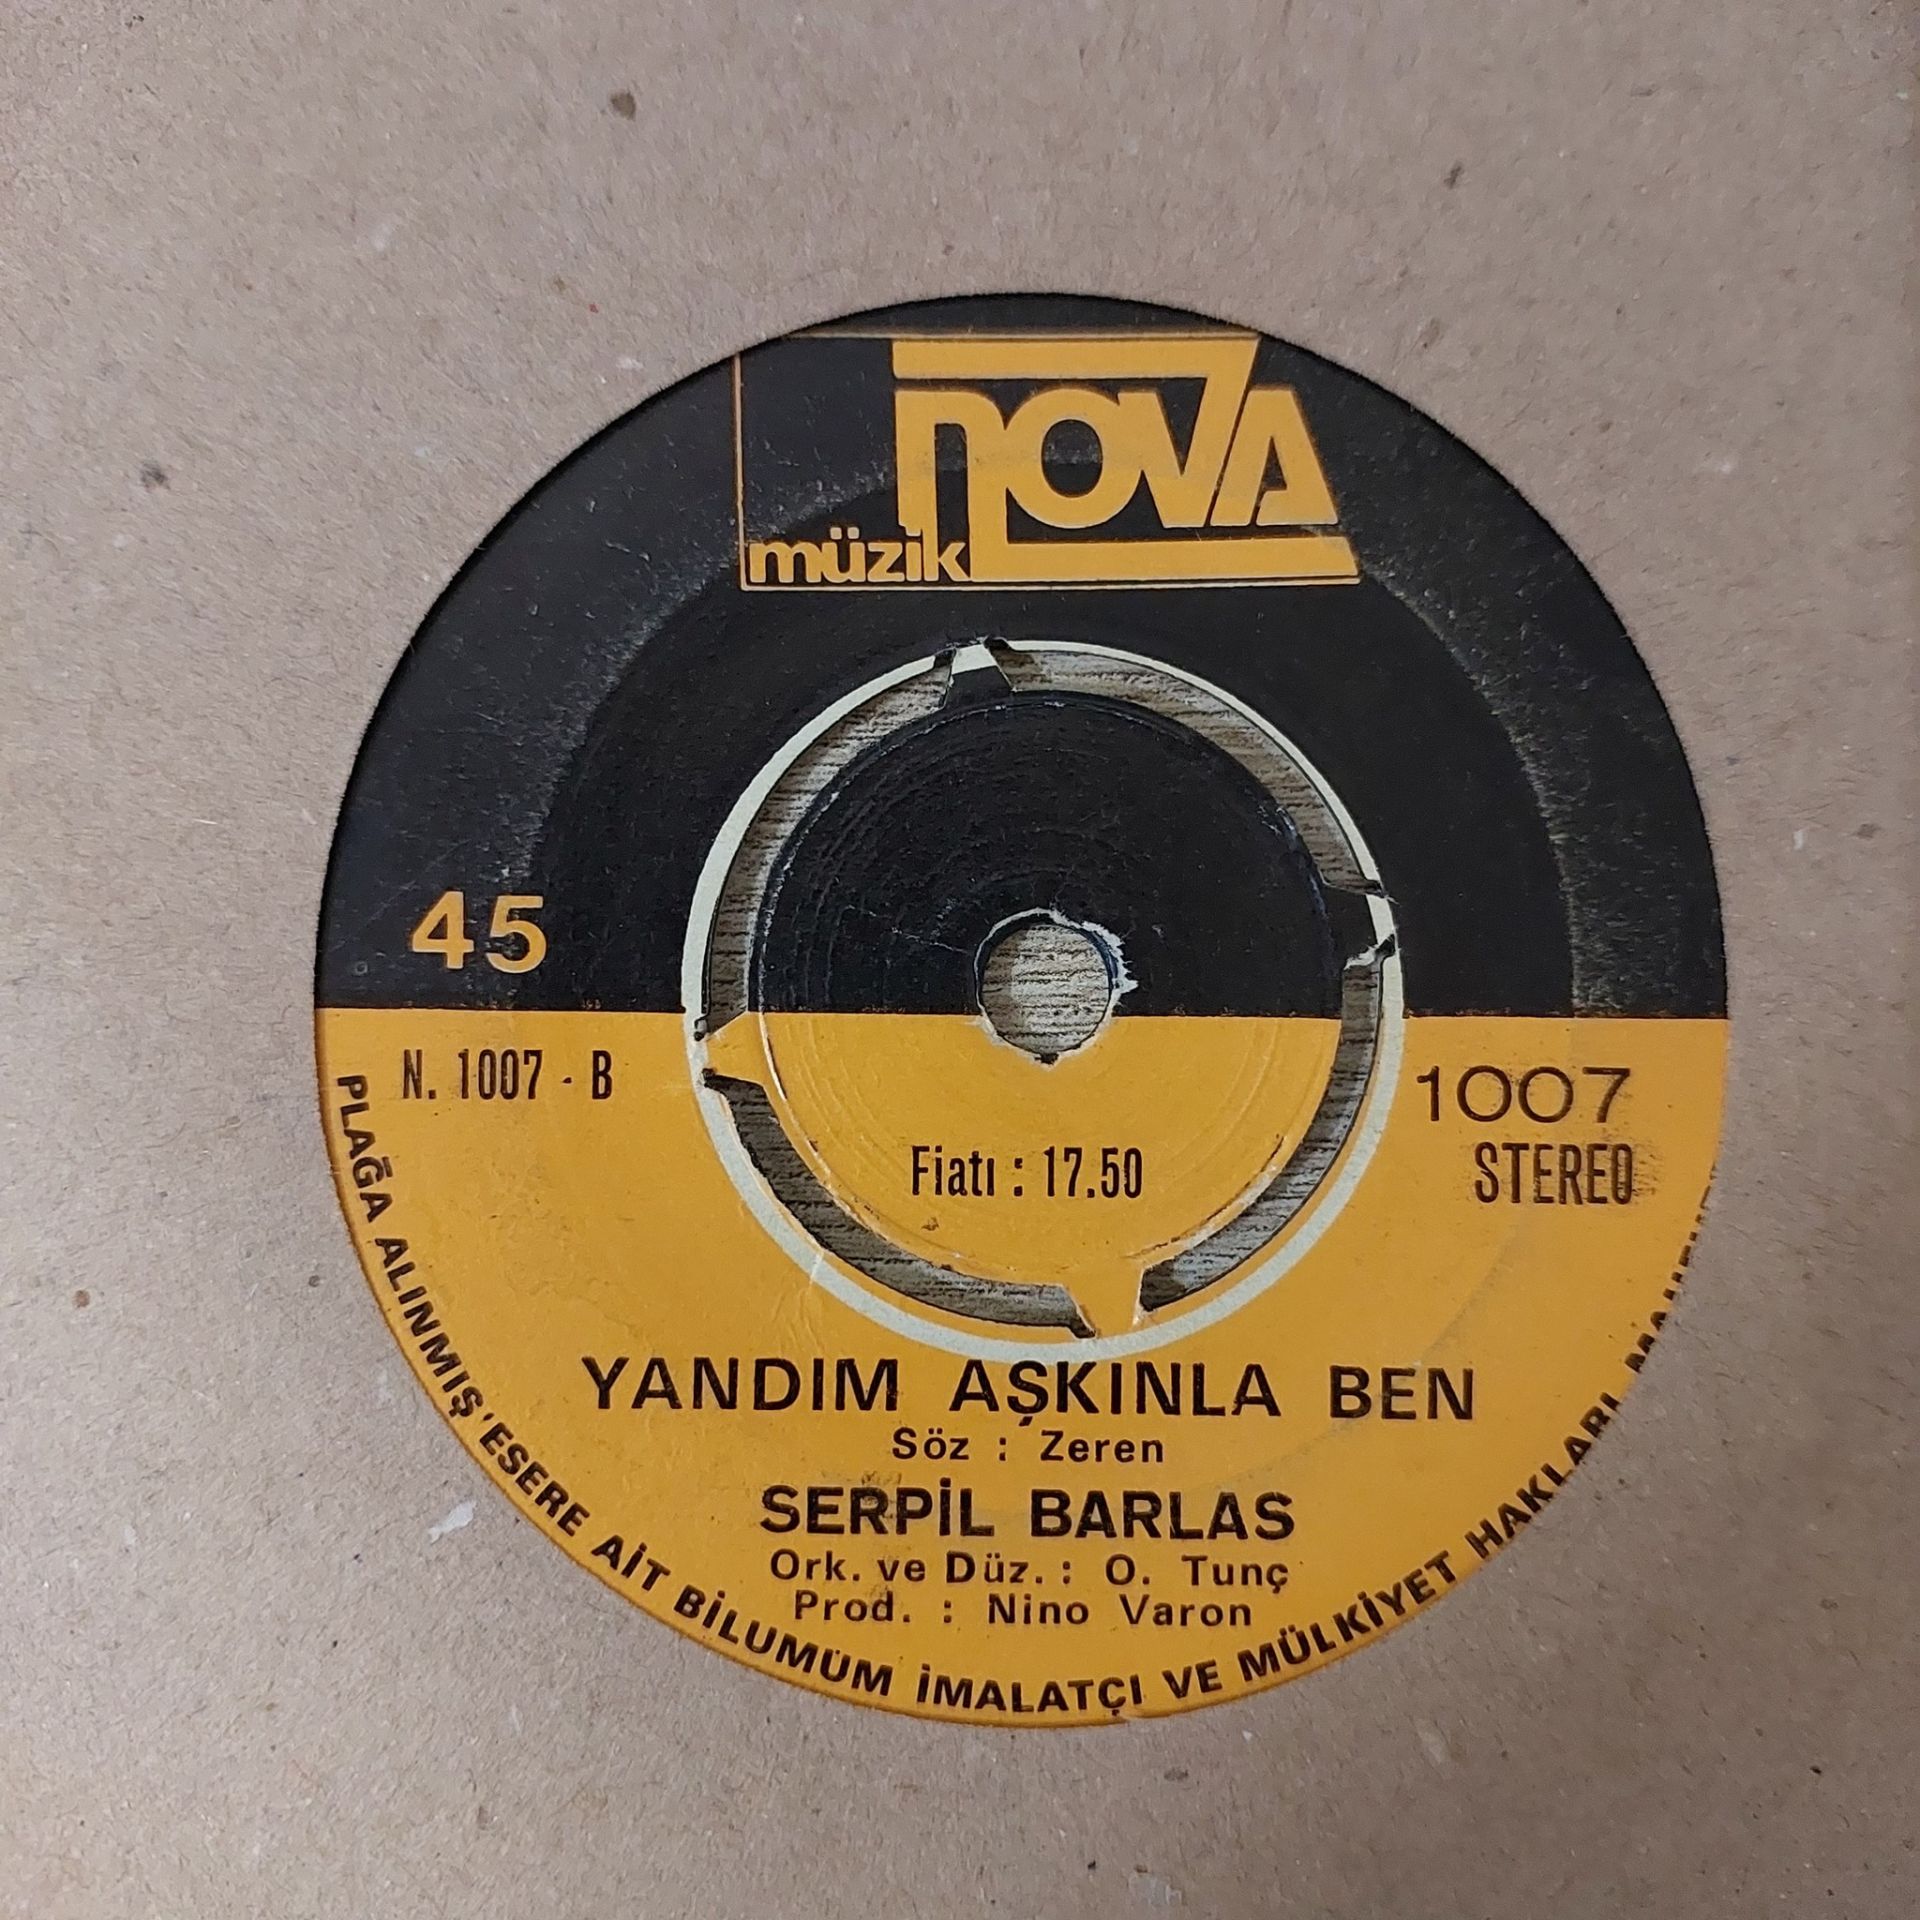 nova
müzik
45
N. 1007 - B
1007
STEREO
Fiatı : 17.50
YANDIM AŞKINLA BEN
Söz : Zeren
SERPİL BARLAS
Ork. ve Düz. : O. Tunç
Prod. : Nino Varon
PLAĞA ALINMIŞ'ESERE AİT BİLUMÜM İMALATÇI VE MÜLKİYET HAKLARI